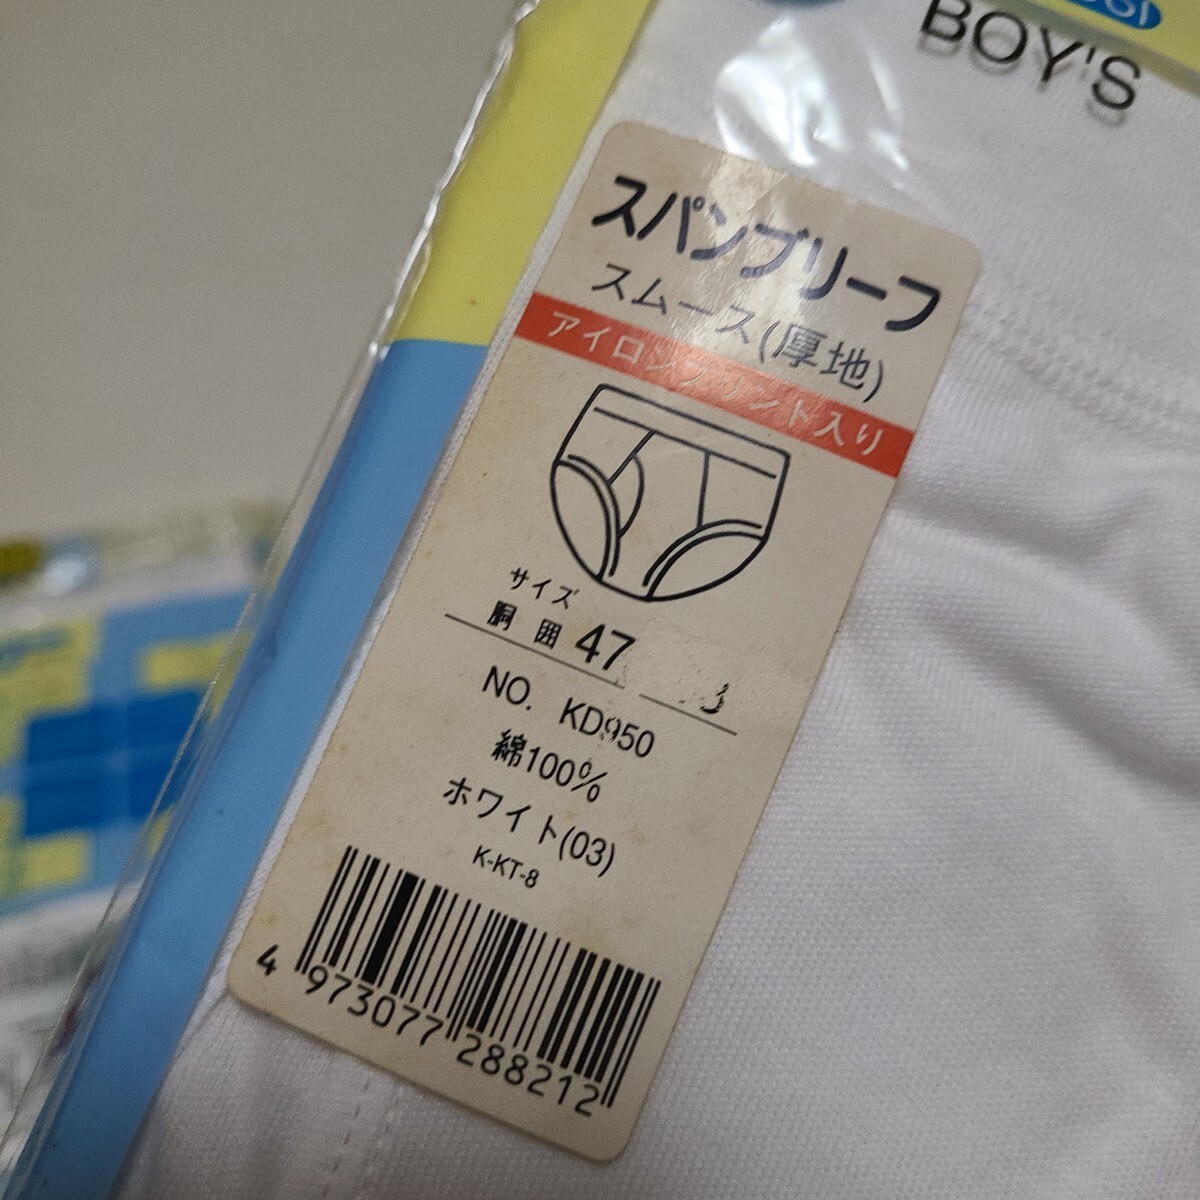 BOY'S
スパンブリーフ
スムース(厚地)
アイロンプリント入り
サイズ
胴囲 47
NO. KD950
綿100%
ホワイト(03)
K-KT-8
4 973077 288212